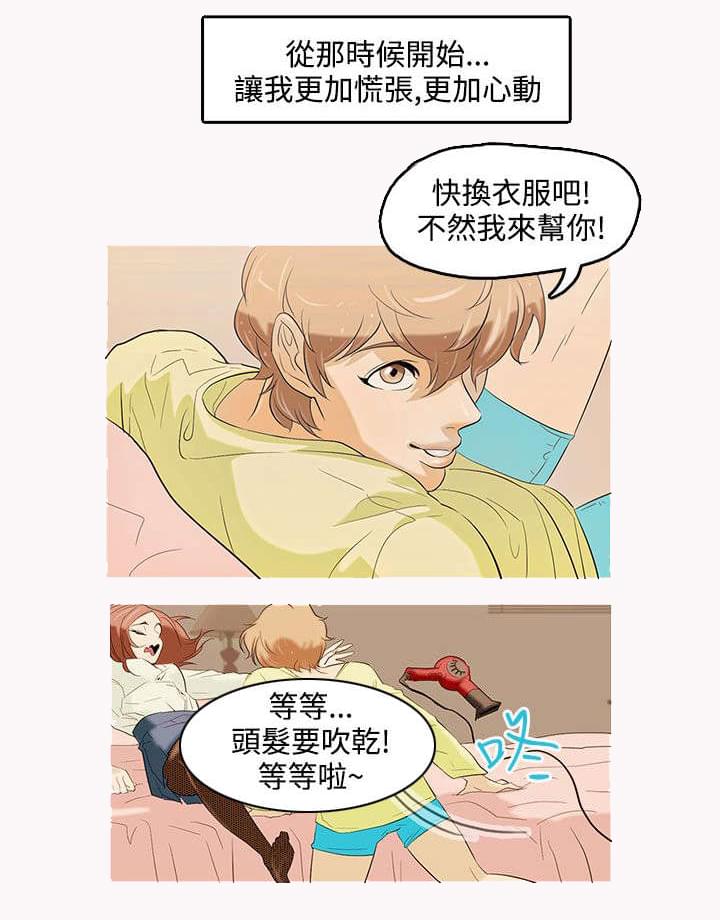 從那時候開始...
讓我更加慌張,更加心動
快換衣服吧!
不然我來幫你!
等等...
頭髮要吹乾!
等等啦~
咚